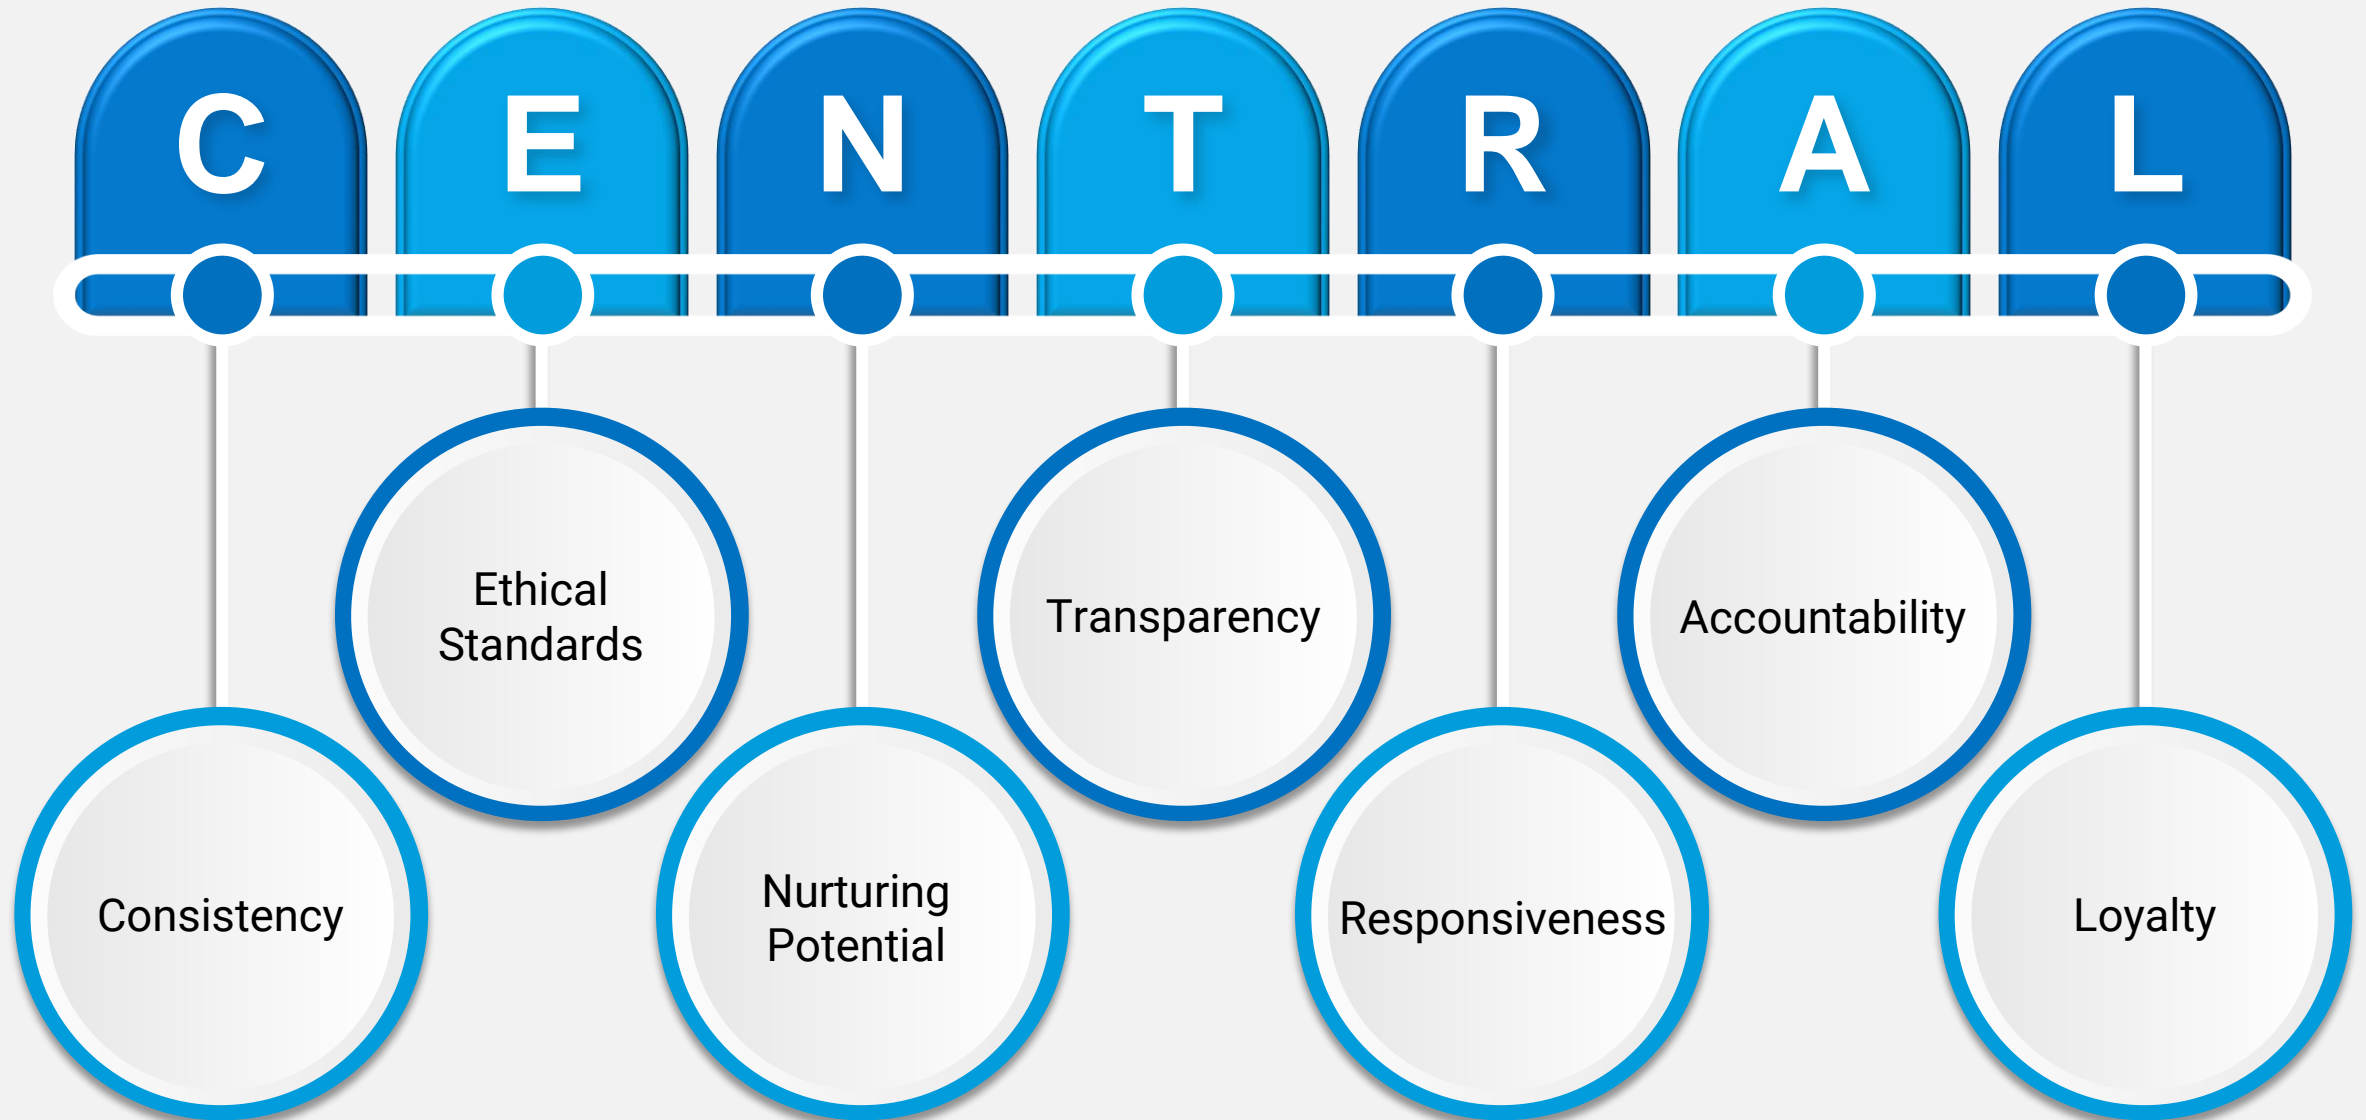 C E N T R A L
Ethical
Standards
Transparency
Accountability
Consistency
Nurturing
Potential
Responsiveness
Loyalty